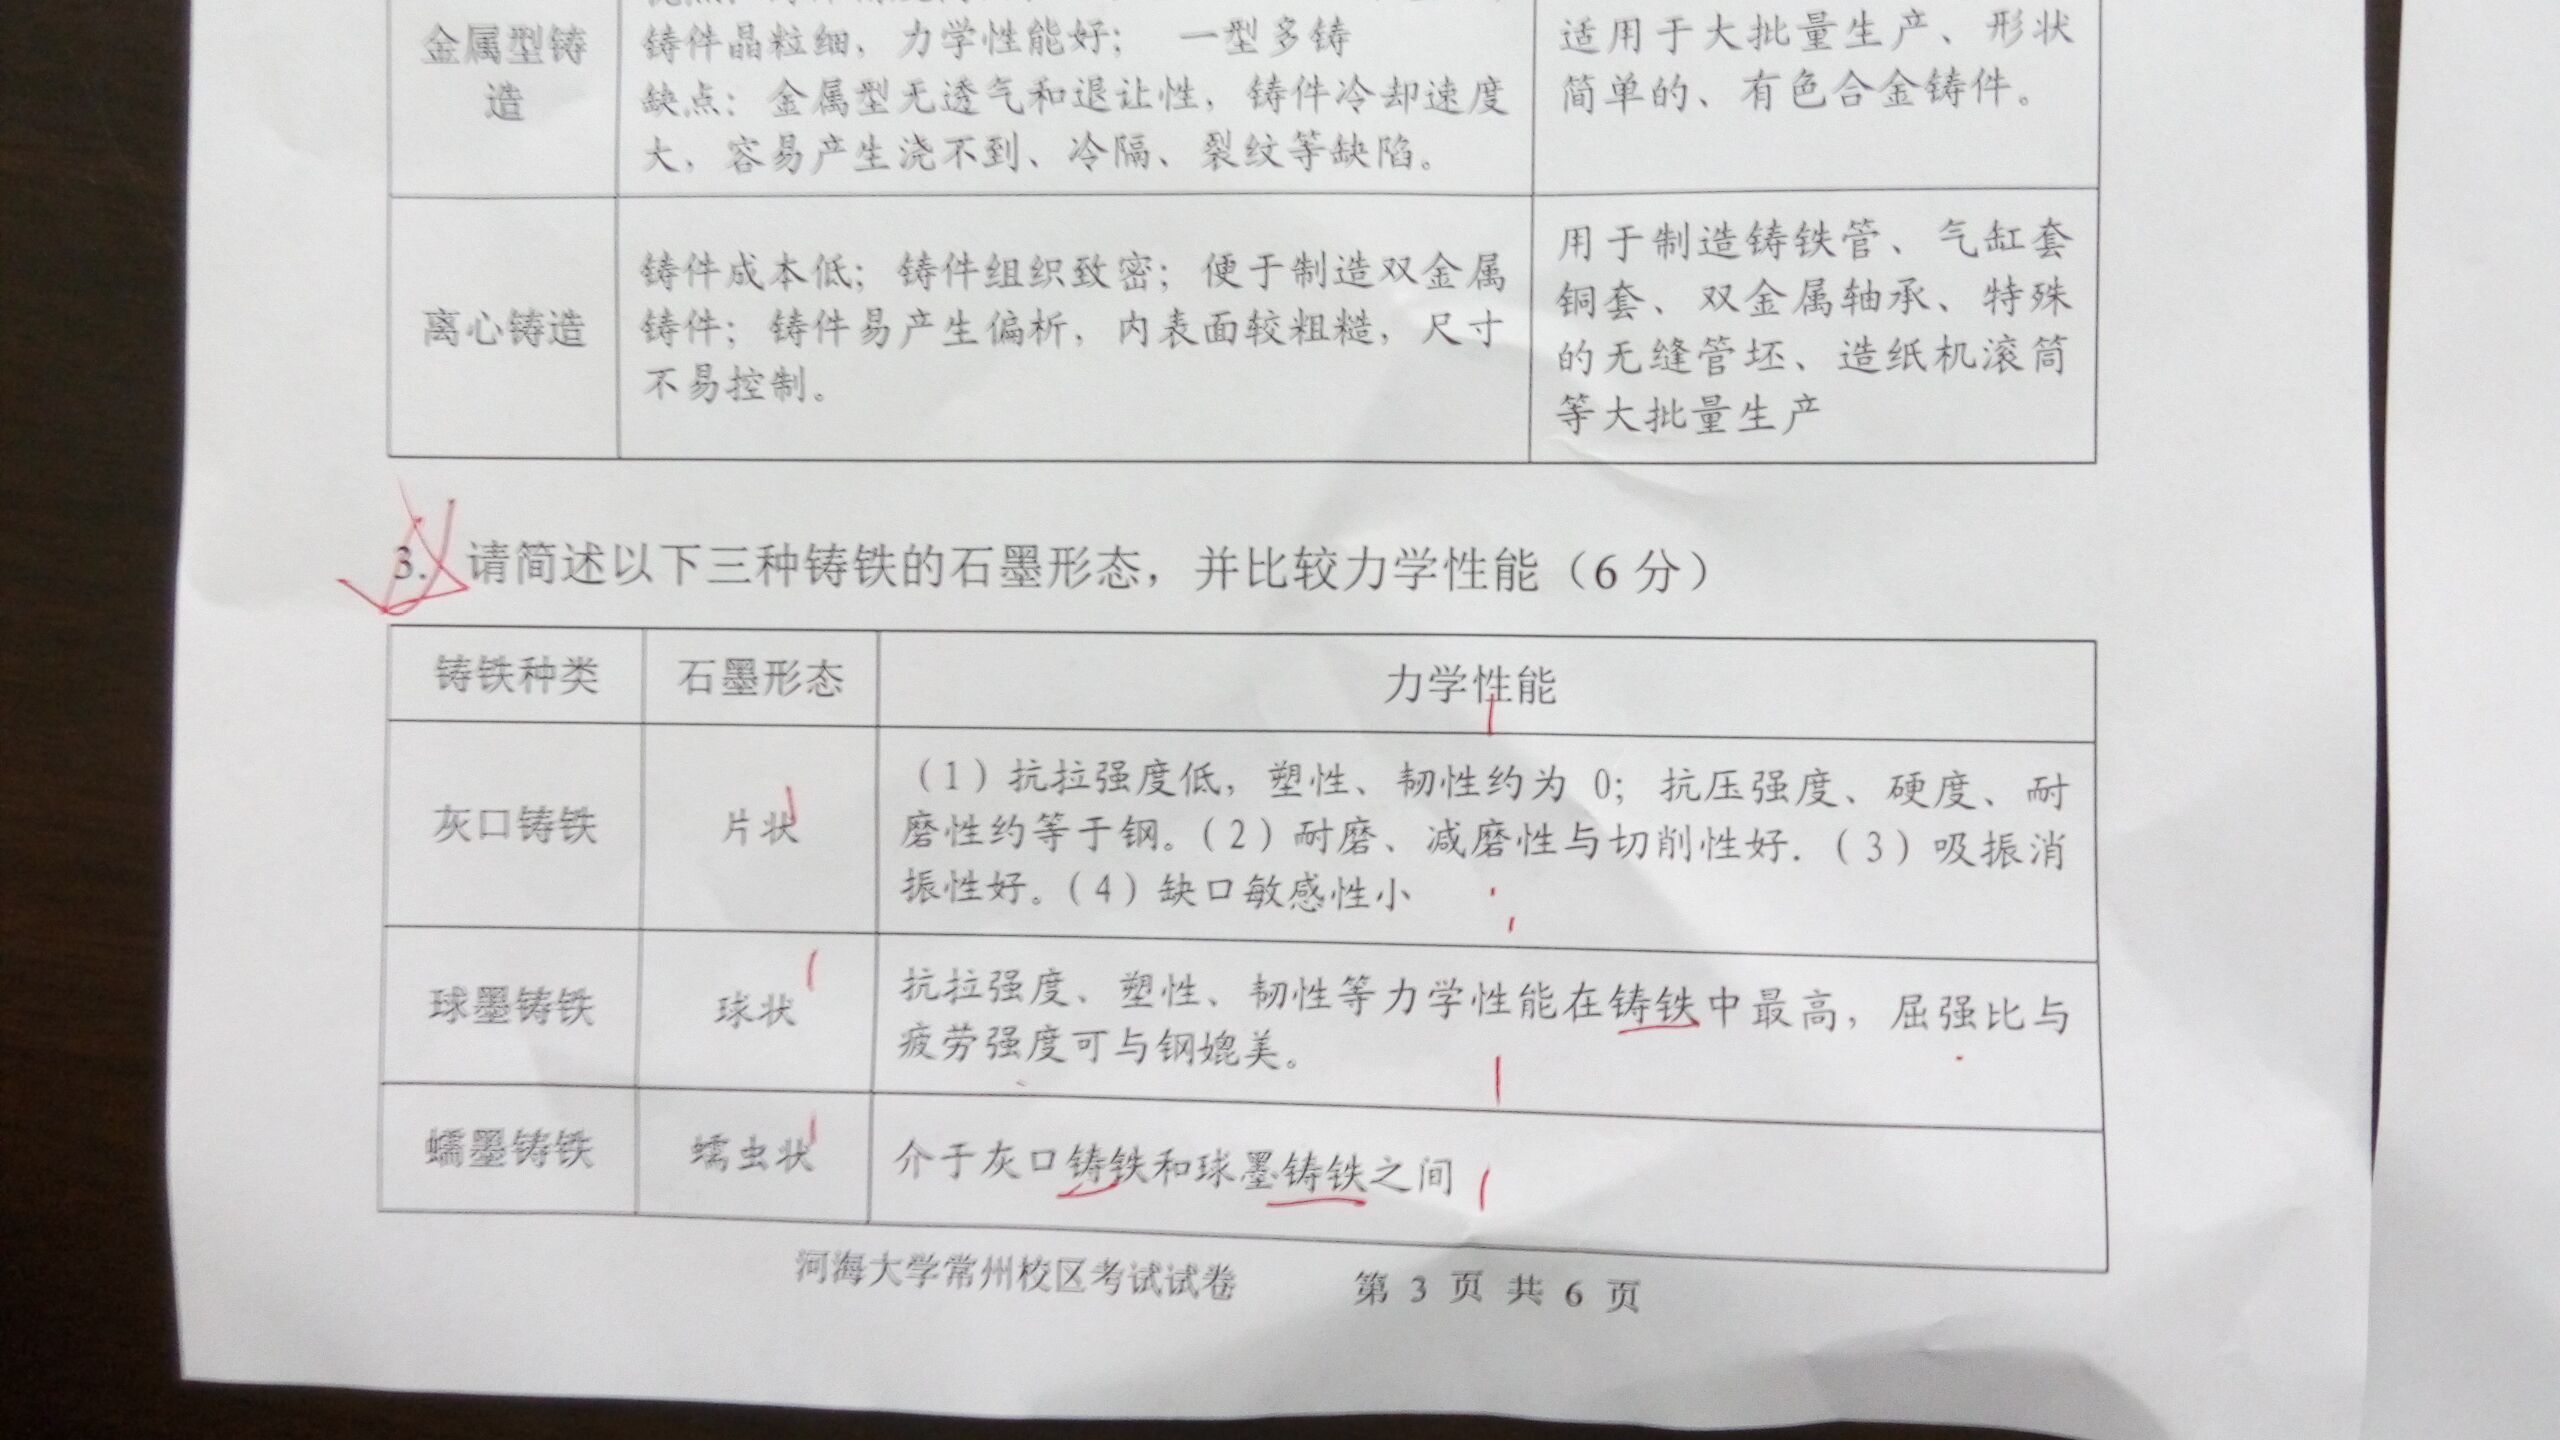 金属型铸
造
铸件晶粒细，力学性能好； 一型多铸
缺点：金属型无透气和退让性，铸件冷却速度
大，容易产生浇不到、冷隔、裂纹等缺陷。
适用于大批量生产、形状
简单的、有色合金铸件。
离心铸造
铸件成本低；铸件组织致密；便于制造双金属
铸件；铸件易产生偏析，内表面较粗糙，尺寸
不易控制。
用于制造铸铁管、气缸套
铜套、双金属轴承、特殊
的无缝管坯、造纸机滚筒
等大批量生产
3. 请简述以下三种铸铁的石墨形态，并比较力学性能（6 分）
铸铁种类 石墨形态 力学性能
灰口铸铁
片状
（1）抗拉强度低，塑性、韧性约为 0；抗压强度、硬度、耐
磨性约等于钢。（2）耐磨、减磨性与切削性好.（3）吸振消
振性好。（4）缺口敏感性小
球墨铸铁
球状
抗拉强度、塑性、韧性等力学性能在铸铁中最高，屈强比与
疲劳强度可与钢媲美。
蠕墨铸铁
蠕虫状
介于灰口铸铁和球墨铸铁之间
河海大学常州校区考试试卷 第 3 页 共 6 页